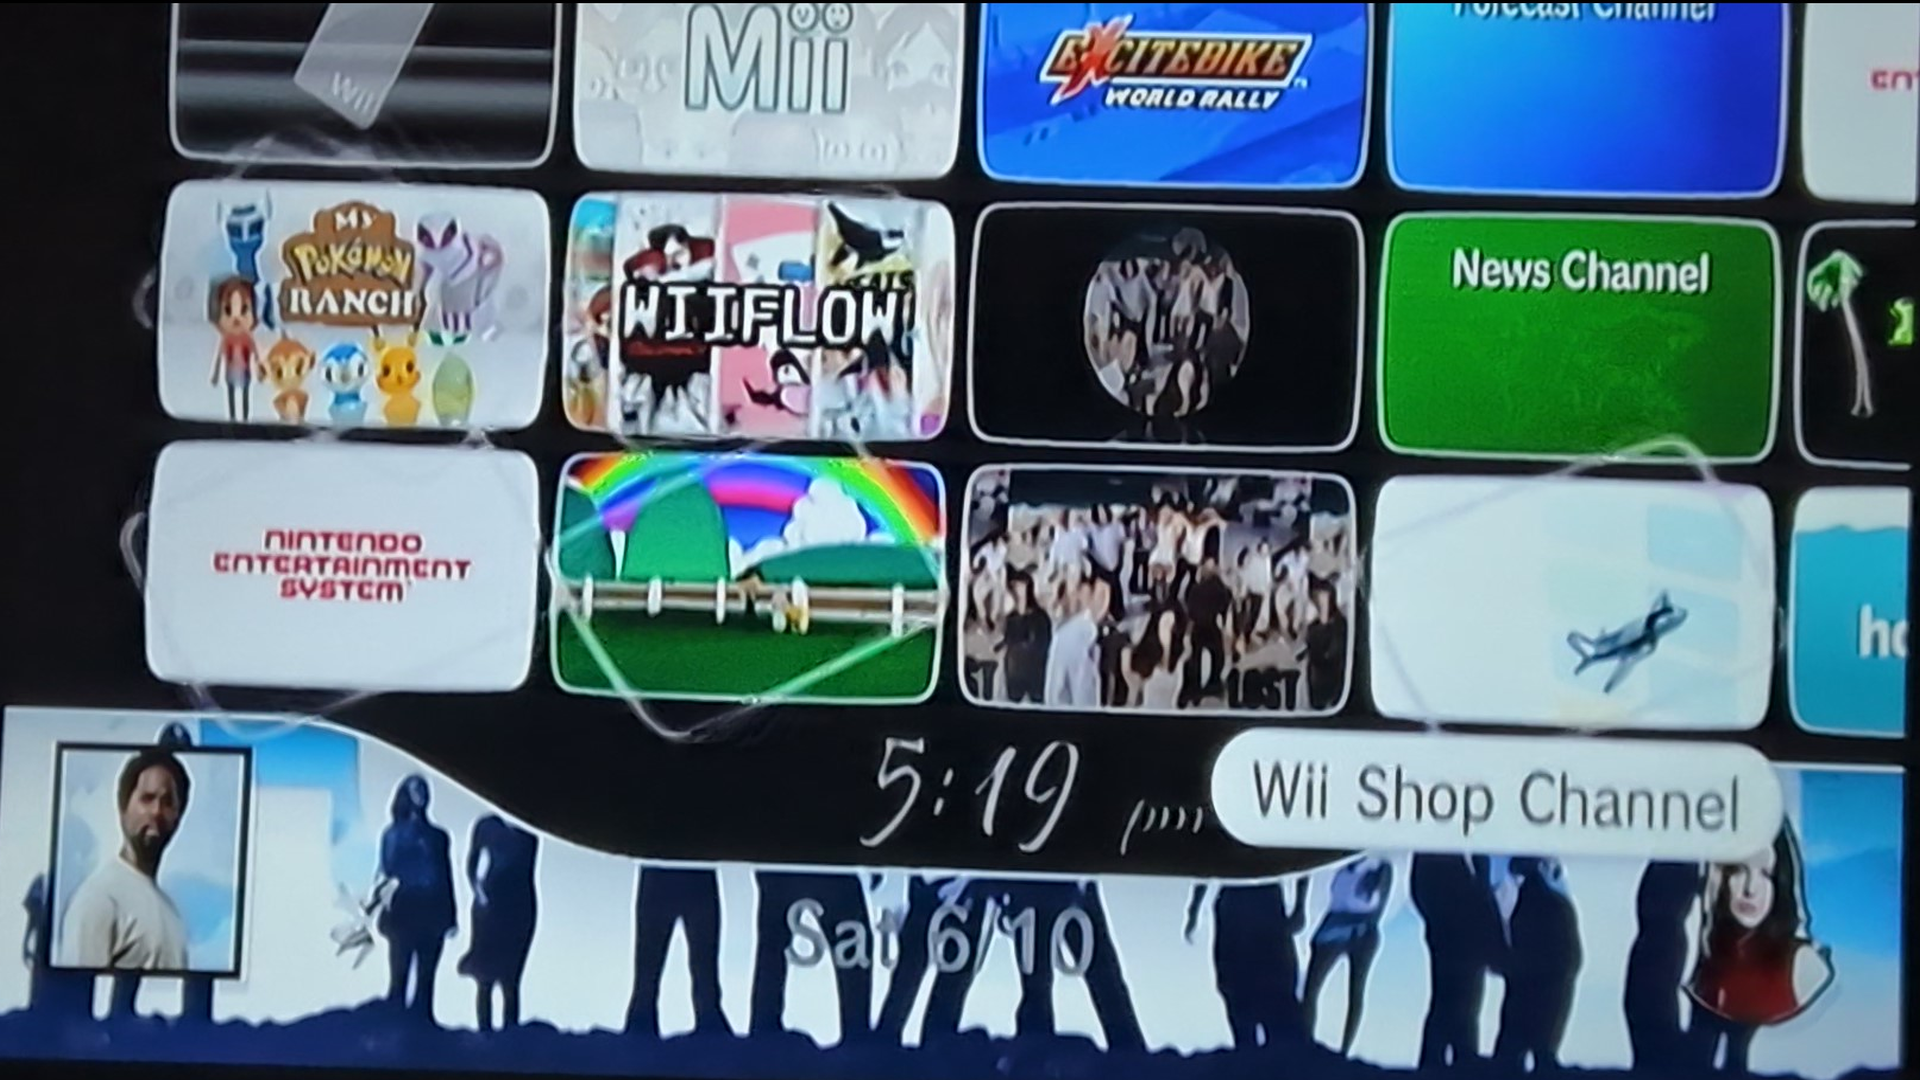 Wii
Mii
EXCITEBIKE
WORLD RALLY
Forecast Channel
MY
POKéMON
RANCH
WIIFLOW
News Channel
NINTENDO
ENTERTAINMENT
SYSTEM
LOST
5:19 pm
Wii Shop Channel
Sat 6/10